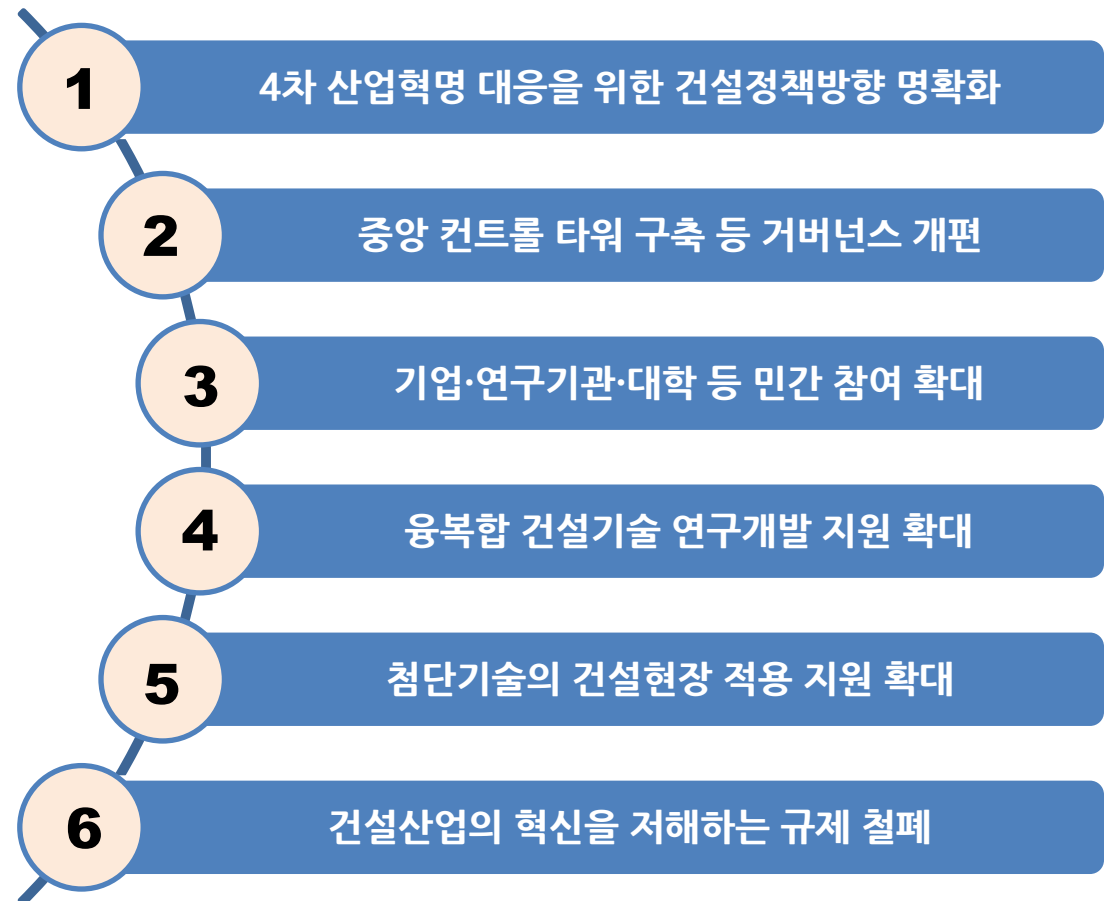 1
4차 산업혁명 대응을 위한 건설정책방향 명확화
2
중앙 컨트롤 타워 구축 등 거버넌스 개편
3
기업·연구기관·대학 등 민간 참여 확대
4
융복합 건설기술 연구개발 지원 확대
5
첨단기술의 건설현장 적용 지원 확대
6
건설산업의 혁신을 저해하는 규제 철폐